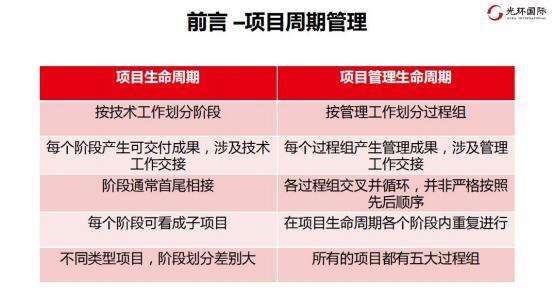 前言 –项目周期管理
光环国际
项目生命周期
项目管理生命周期
按技术工作划分阶段
按管理工作划分过程组
每个阶段产生可交付成果，涉及技术
工作交接
每个过程组产生管理成果，涉及管理
工作交接
阶段通常首尾相接
各过程组交叉并循环，并非严格按照
先后顺序
每个阶段可看成子项目
在项目生命周期各个阶段内重复进行
不同类型项目，阶段划分差别大
所有的项目都有五大过程组